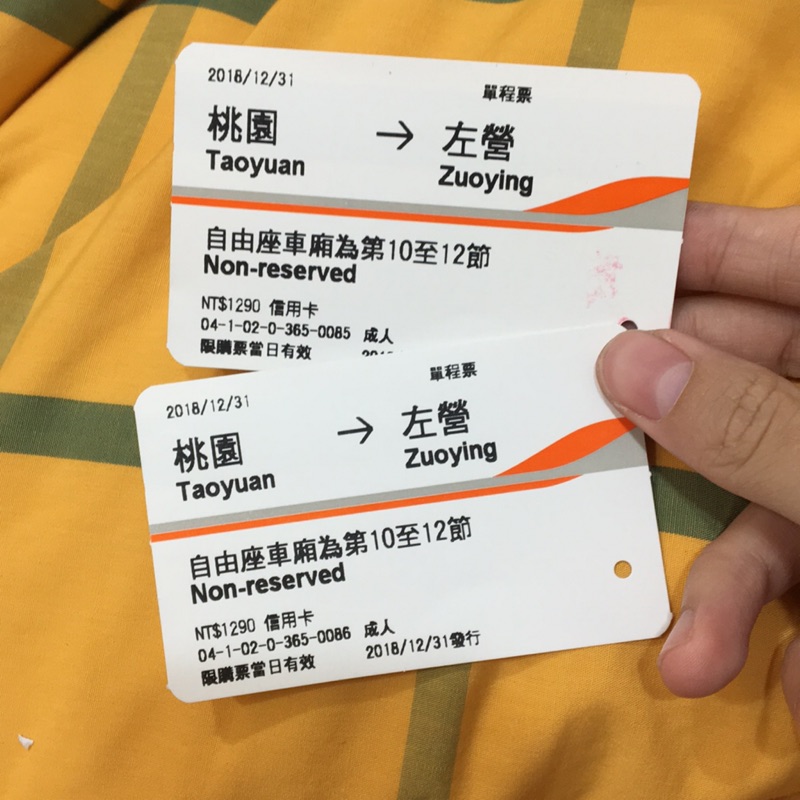 2018/12/31
單程票
桃園 → 左營
Taoyuan Zuoying
自由座車廂為第10至12節
Non-reserved
NT$1290 信用卡
04-1-02-0-365-0085 成人
限購票當日有效
2018/12/31
單程票
桃園 → 左營
Taoyuan Zuoying
自由座車廂為第10至12節
Non-reserved
NT$1290 信用卡
04-1-02-0-365-0086 成人
限購票當日有效 2018/12/31發行